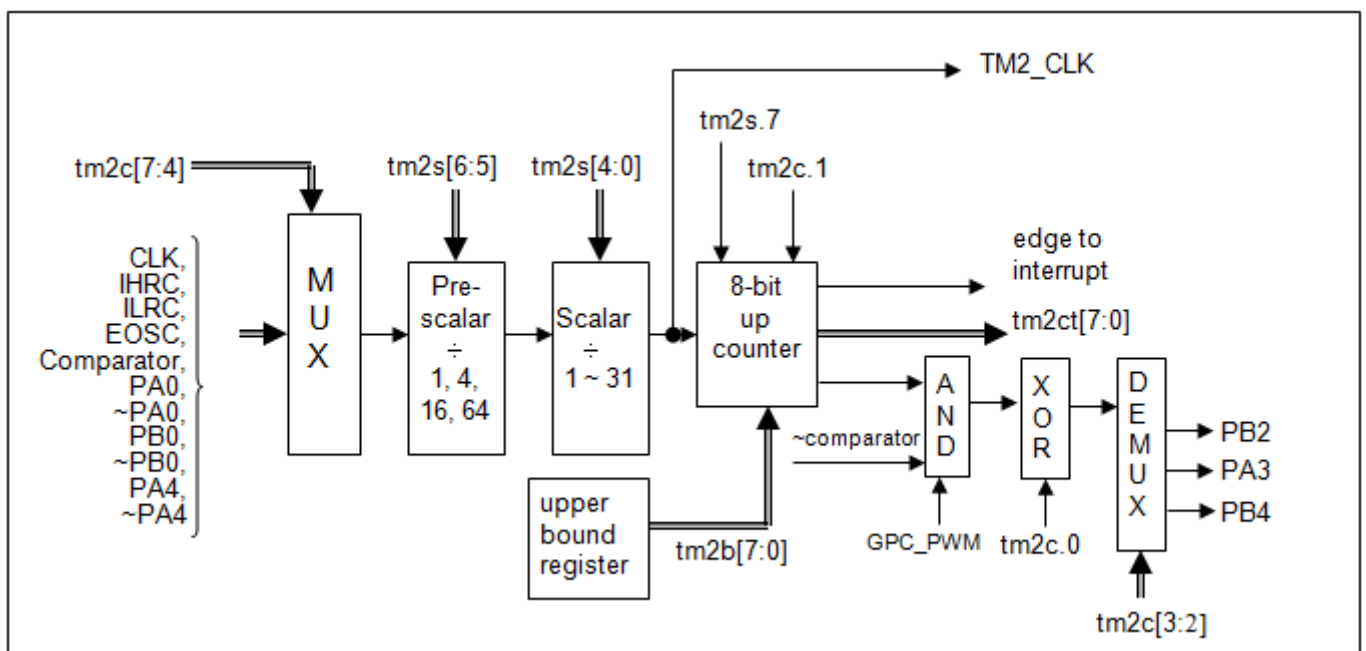 TM2_CLK
tm2s.7
tm2c[7:4]
tm2s[6:5]
tm2s[4:0]
tm2c.1
CLK,
IHRC,
ILRC,
EOSC,
Comparator,
PA0,
~PA0,
PB0,
~PB0,
PA4,
~PA4
M
U
X
Pre-
scalar
÷
1, 4,
16, 64
Scalar
÷
1 ~ 31
8-bit
up
counter
edge to
interrupt
tm2ct[7:0]
upper
bound
register
tm2b[7:0]
~comparator
A
N
D
GPC_PWM
X
O
R
tm2c.0
D
E
M
U
X
PB2
PA3
PB4
tm2c[3:2]